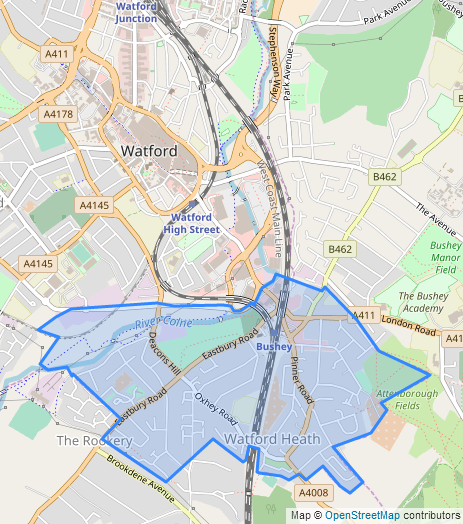 Watford
Junction
Rac
Park Avenue
A411
Stephenson Way
Park Avenue
A4178
Watford
West Coast Main Line
B462
B462
The Avenue
A4145
Watford
High Street
d
A4145
B462
Bushey
Manor
Field
The Bushey
Academy
River Colne
A411
London Road
A41
Beacons Hill
Eastbury Road
Bushey
Pinner Road
Attenborough
Fields
Eastbury Road
Oxhey Road
The Rookery
Watford Heath
Brookdene Avenue
A4008
Map © OpenStreetMap contributors